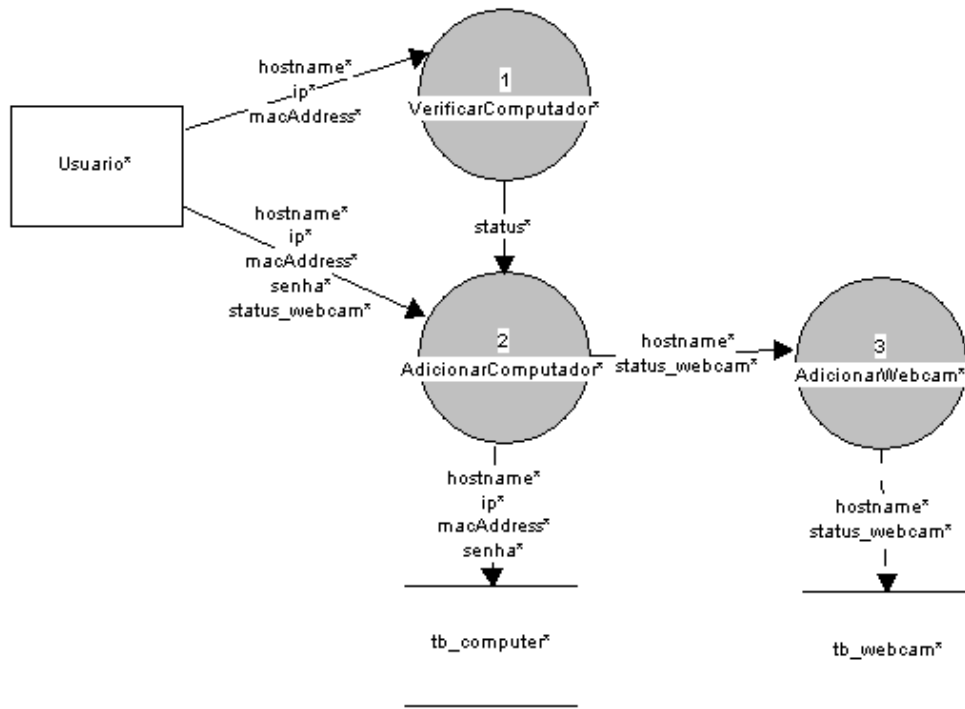 hostname*
ip*
macAddress*
1
VerificarComputador*
Usuario*
status*
hostname*
ip*
macAddress*
senha*
status_webcam*
2
AdicionarComputador*
hostname*
status_webcam*
3
AdicionarWebcam*
hostname*
ip*
macAddress*
senha*
hostname*
status_webcam*
tb_computer*
tb_webcam*